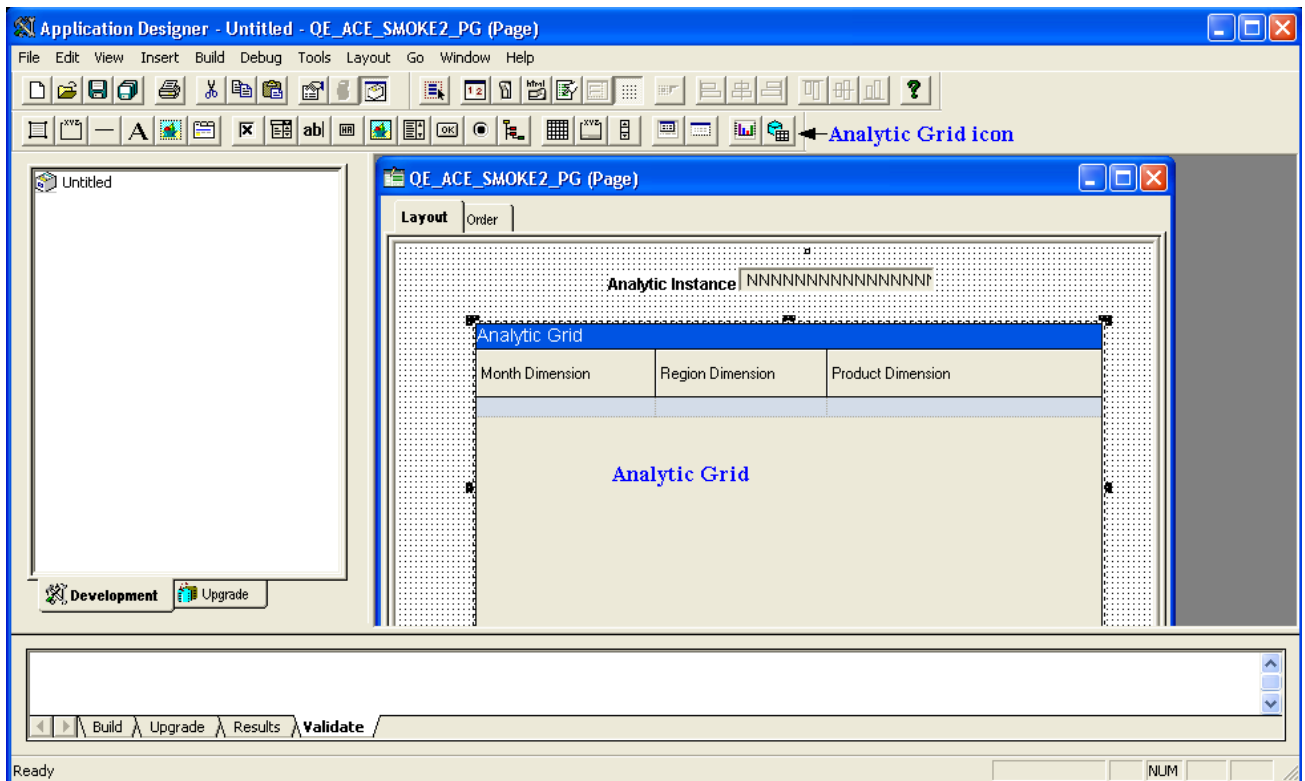 Application Designer - Untitled - QE_ACE_SMOKE2_PG (Page)
File Edit View Insert Build Debug Tools Layout Go Window Help
Analytic Grid icon
Untitled
QE_ACE_SMOKE2_PG (Page)
Layout Order
Analytic Instance NNNNNNNNNNNNNNNN
Analytic Grid
Month Dimension Region Dimension Product Dimension
Analytic Grid
Development Upgrade
Build Upgrade Results Validate
Ready NUM